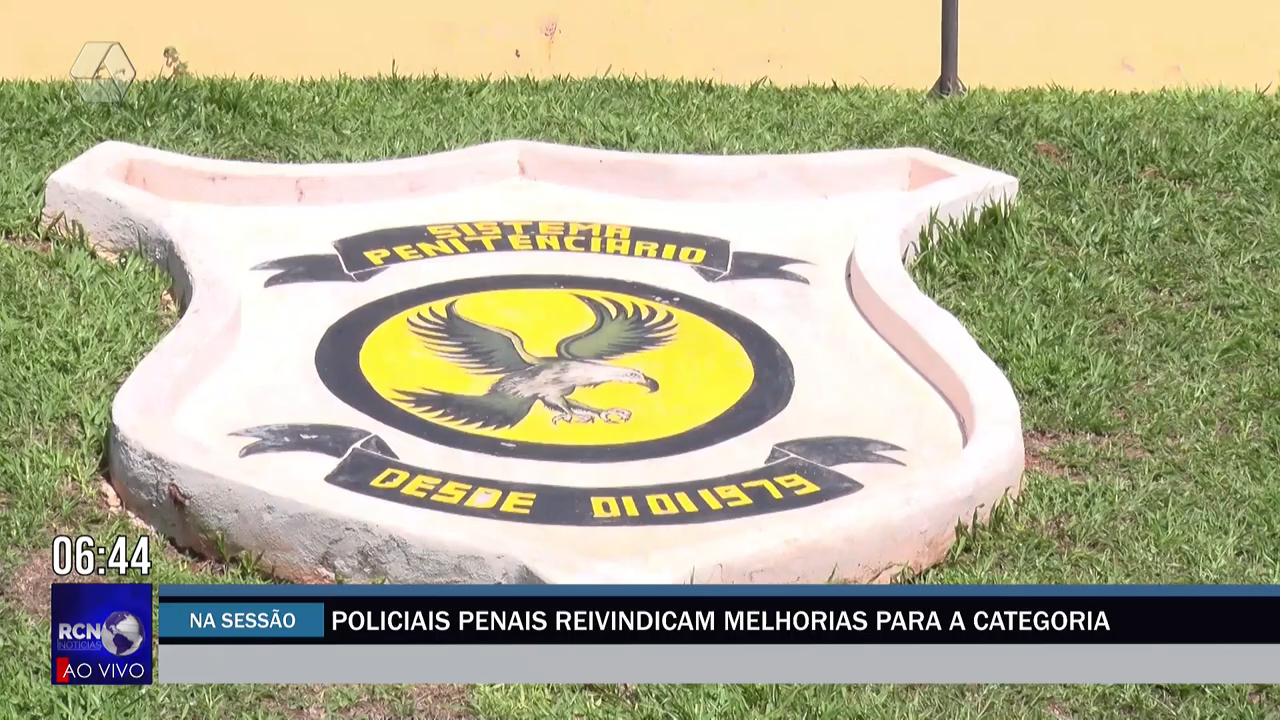 SISTEMA
PENITENCIÁRIO
DESDE 01 01 1979
06:44
RCN
NOTÍCIAS
AO VIVO
NA SESSÃO
POLICIAIS PENAIS REIVINDICAM MELHORIAS PARA A CATEGORIA